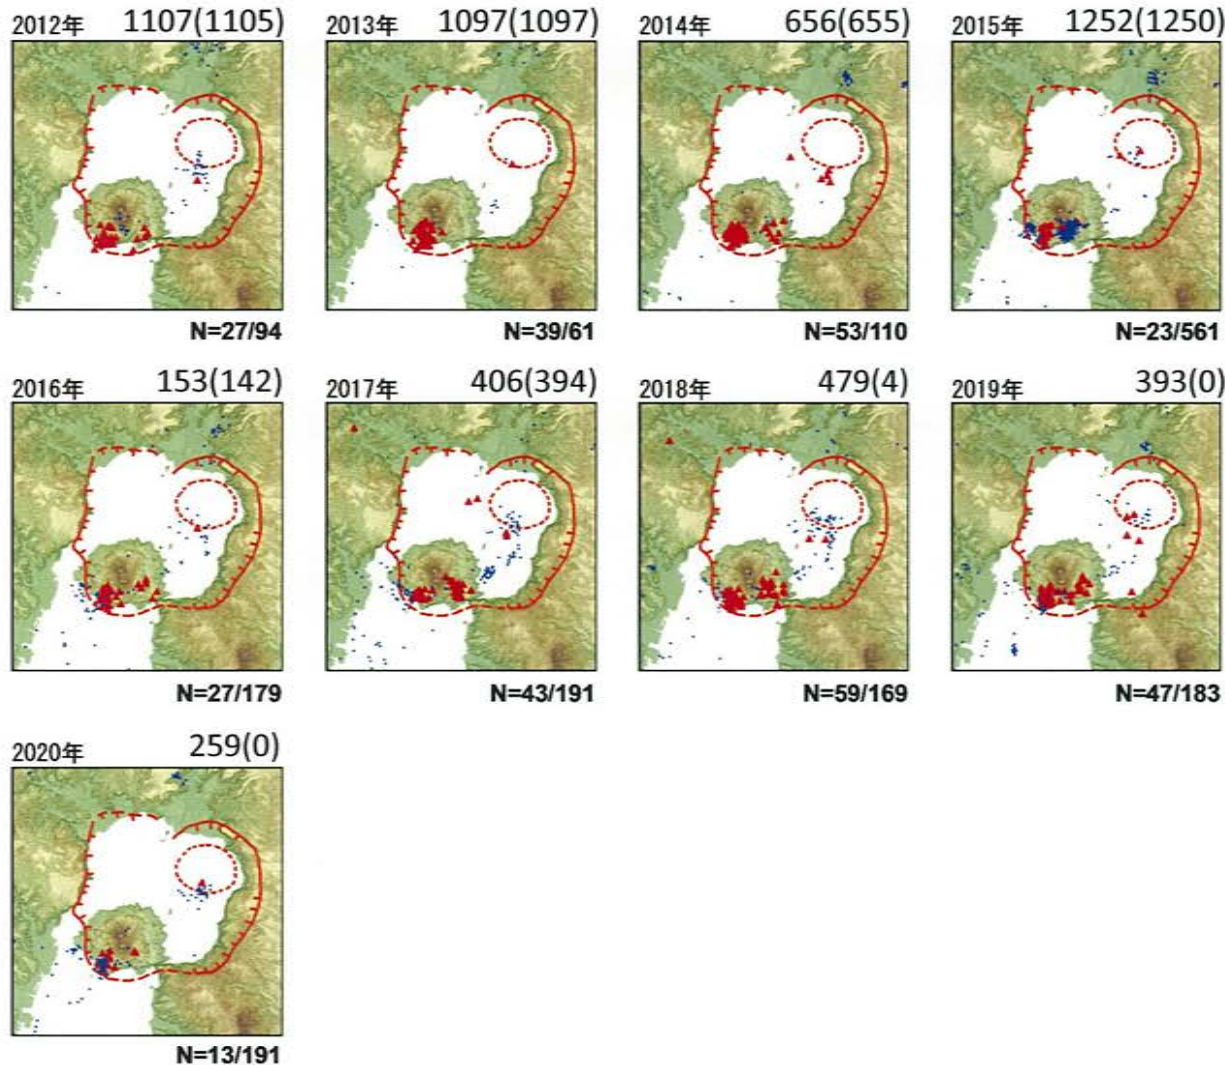 2012年 1107(1105)
2013年 1097(1097)
2014年 656(655)
2015年 1252(1250)
N=27/94
N=39/61
N=53/110
N=23/561
2016年 153(142)
2017年 406(394)
2018年 479(4)
2019年 393(0)
N=27/179
N=43/191
N=59/169
N=47/183
2020年 259(0)
N=13/191